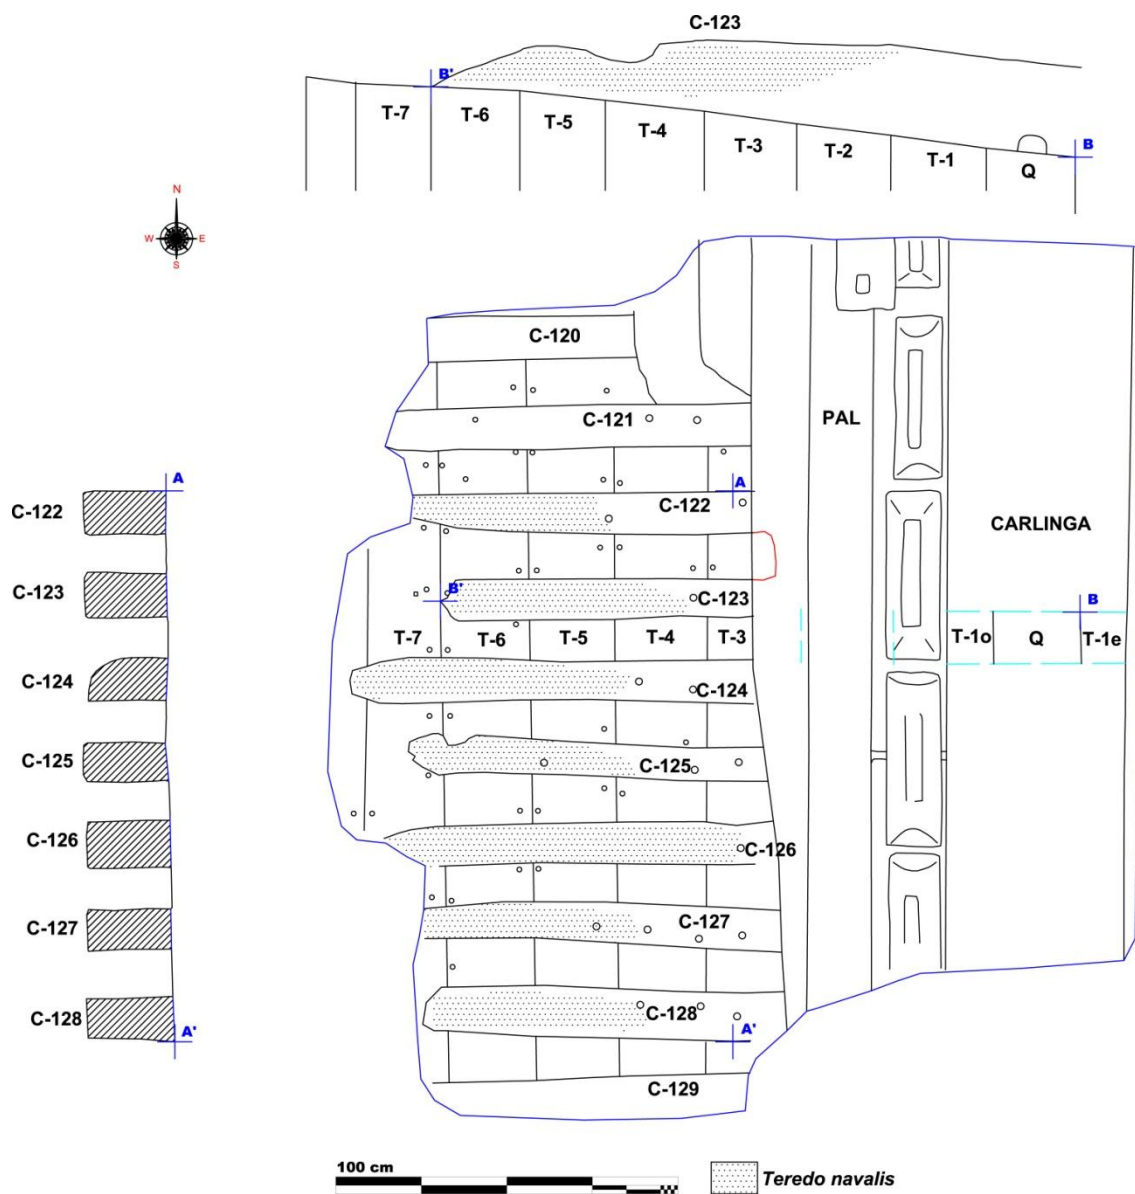 C-123
B'
T-7
T-6
T-5
T-4
T-3
T-2
T-1
Q
B
N
W
E
S
C-120
C-121
PAL
A
C-122
A
C-122
CARLINGA
C-123
B'
C-123
B
T-7
T-6
T-5
T-4
T-3
T-1o
Q
T-1e
C-124
C-124
C-125
C-125
C-126
C-126
C-127
C-127
C-128
A'
C-128
A'
C-129
100 cm
Teredo navalis